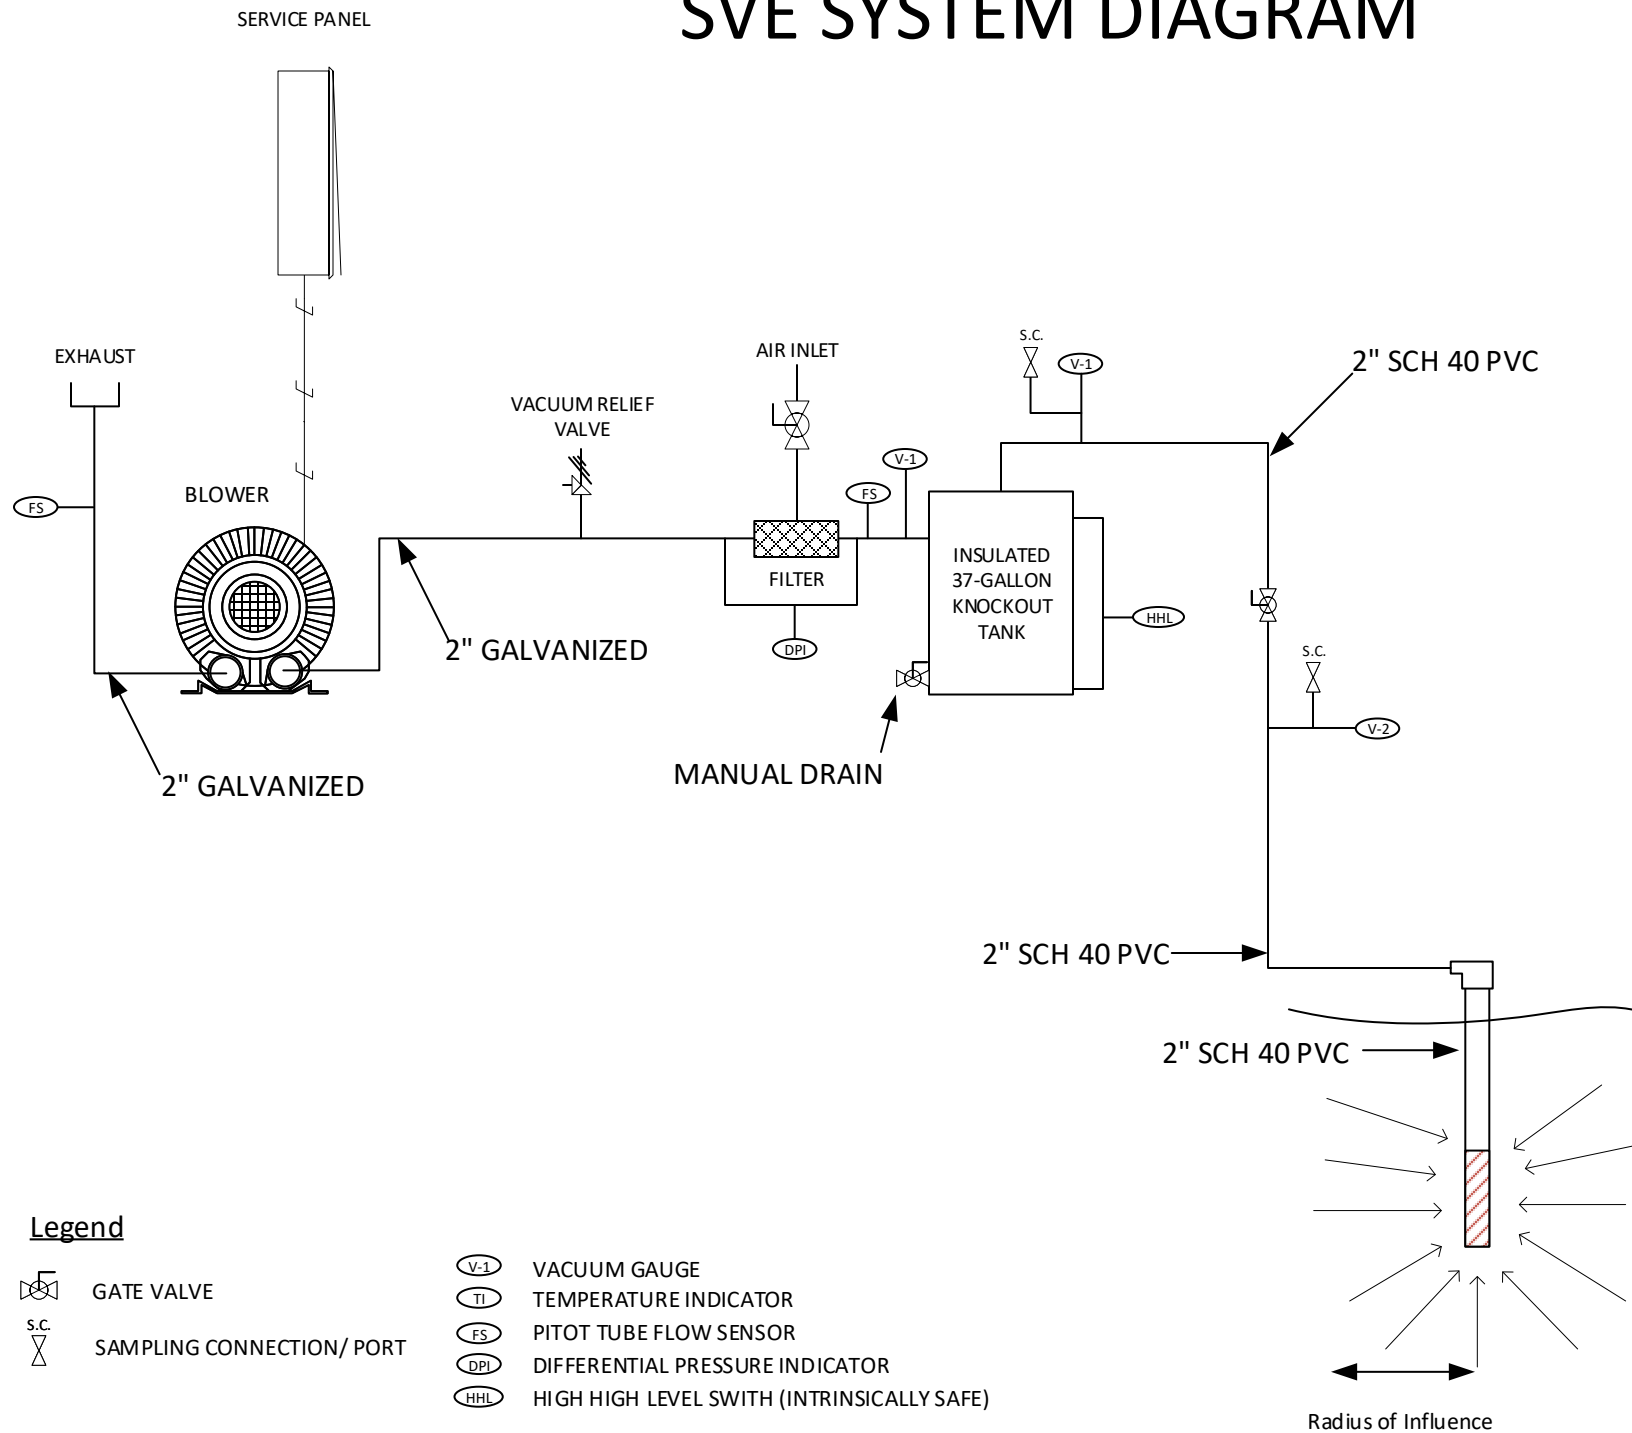 SVE SYSTEM DIAGRAM
SERVICE PANEL
EXHAUST
FS
BLOWER
VACUUM RELIEF
VALVE
AIR INLET
FILTER
DPI
FS
V-1
S.C.
V-1
2" SCH 40 PVC
INSULATED
37-GALLON
KNOCKOUT
TANK
HHL
S.C.
V-2
2" GALVANIZED
2" GALVANIZED
MANUAL DRAIN
2" SCH 40 PVC
2" SCH 40 PVC
Legend
GATE VALVE
S.C.
SAMPLING CONNECTION/ PORT
V-1
VACUUM GAUGE
TI
TEMPERATURE INDICATOR
FS
PITOT TUBE FLOW SENSOR
DPI
DIFFERENTIAL PRESSURE INDICATOR
HHL
HIGH HIGH LEVEL SWITH (INTRINSICALLY SAFE)
Radius of Influence